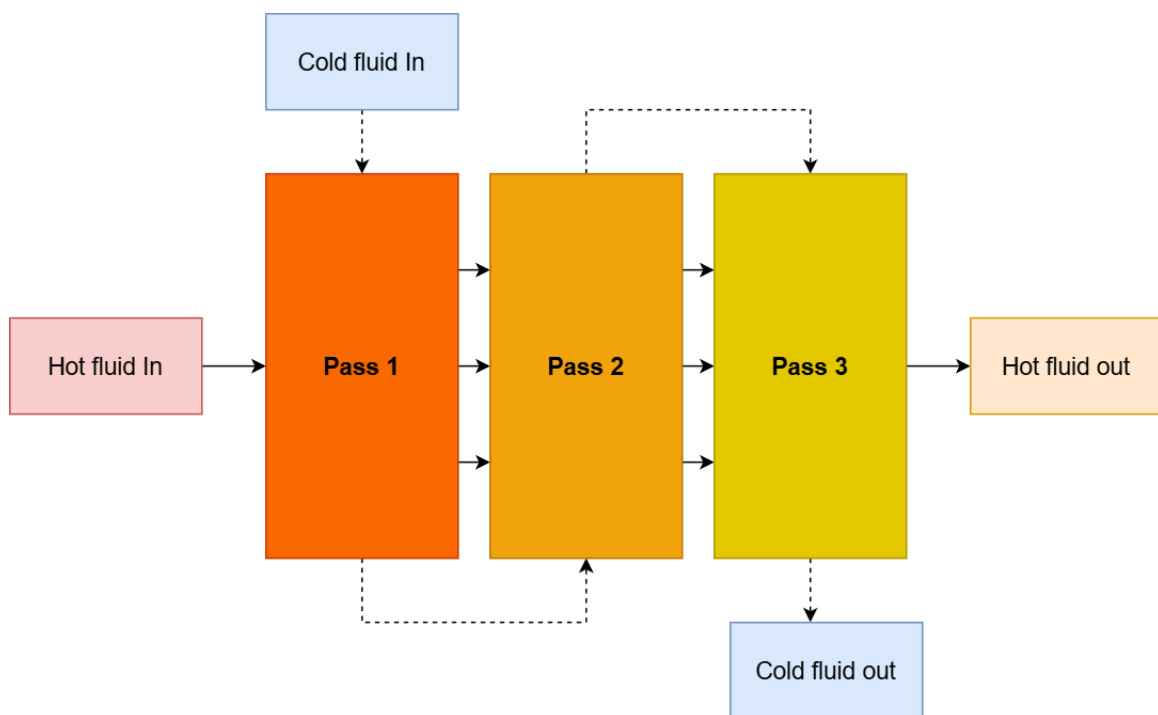 Cold fluid In
Hot fluid In
Pass 1
Pass 2
Pass 3
Hot fluid out
Cold fluid out